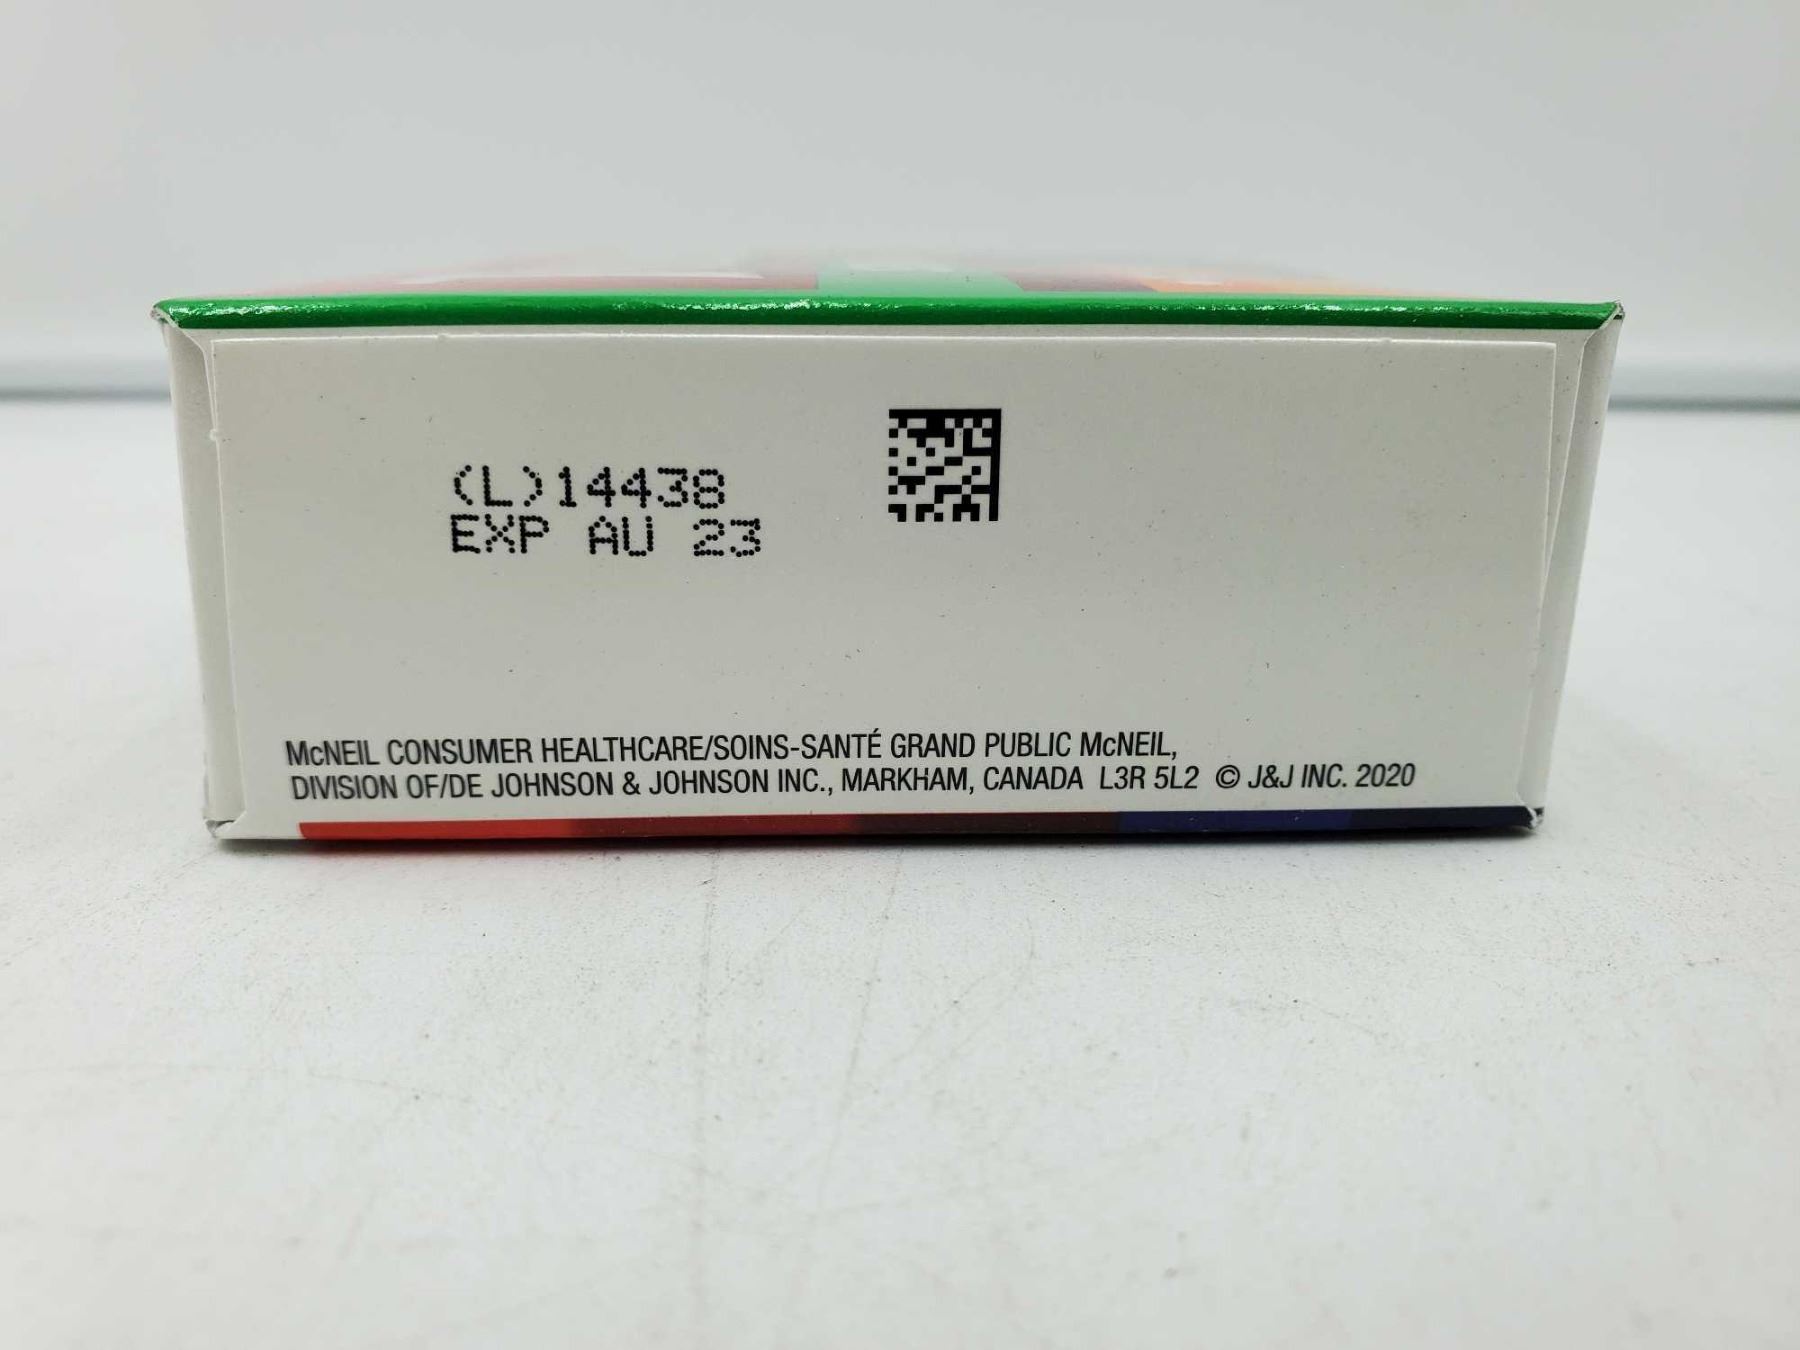 (L)14438
EXP AU 23
McNEIL CONSUMER HEALTHCARE/SOINS-SANTÉ GRAND PUBLIC McNEIL,
DIVISION OF/DE JOHNSON & JOHNSON INC., MARKHAM, CANADA L3R 5L2 © J&J INC. 2020